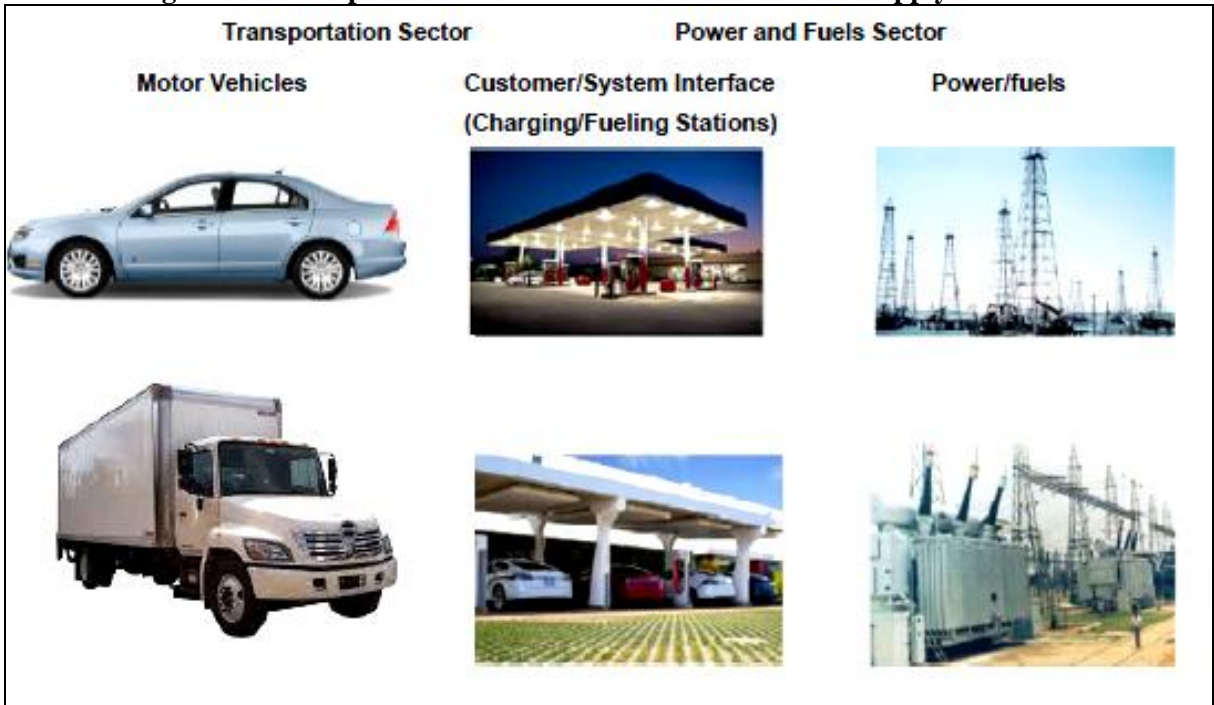 Transportation Sector Power and Fuels Sector
Motor Vehicles Customer/System Interface Power/fuels
(Charging/Fueling Stations)